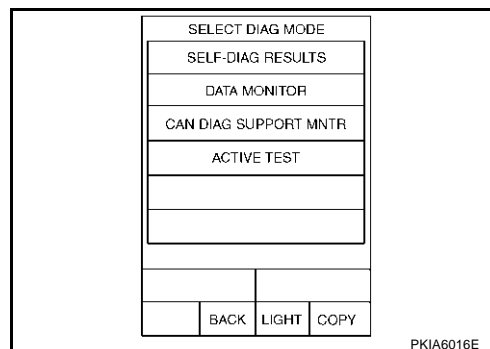 SELECT DIAG MODE
SELF-DIAG RESULTS
DATA MONITOR
CAN DIAG SUPPORT MNTR
ACTIVE TEST
BACK LIGHT COPY
PKIA6016E